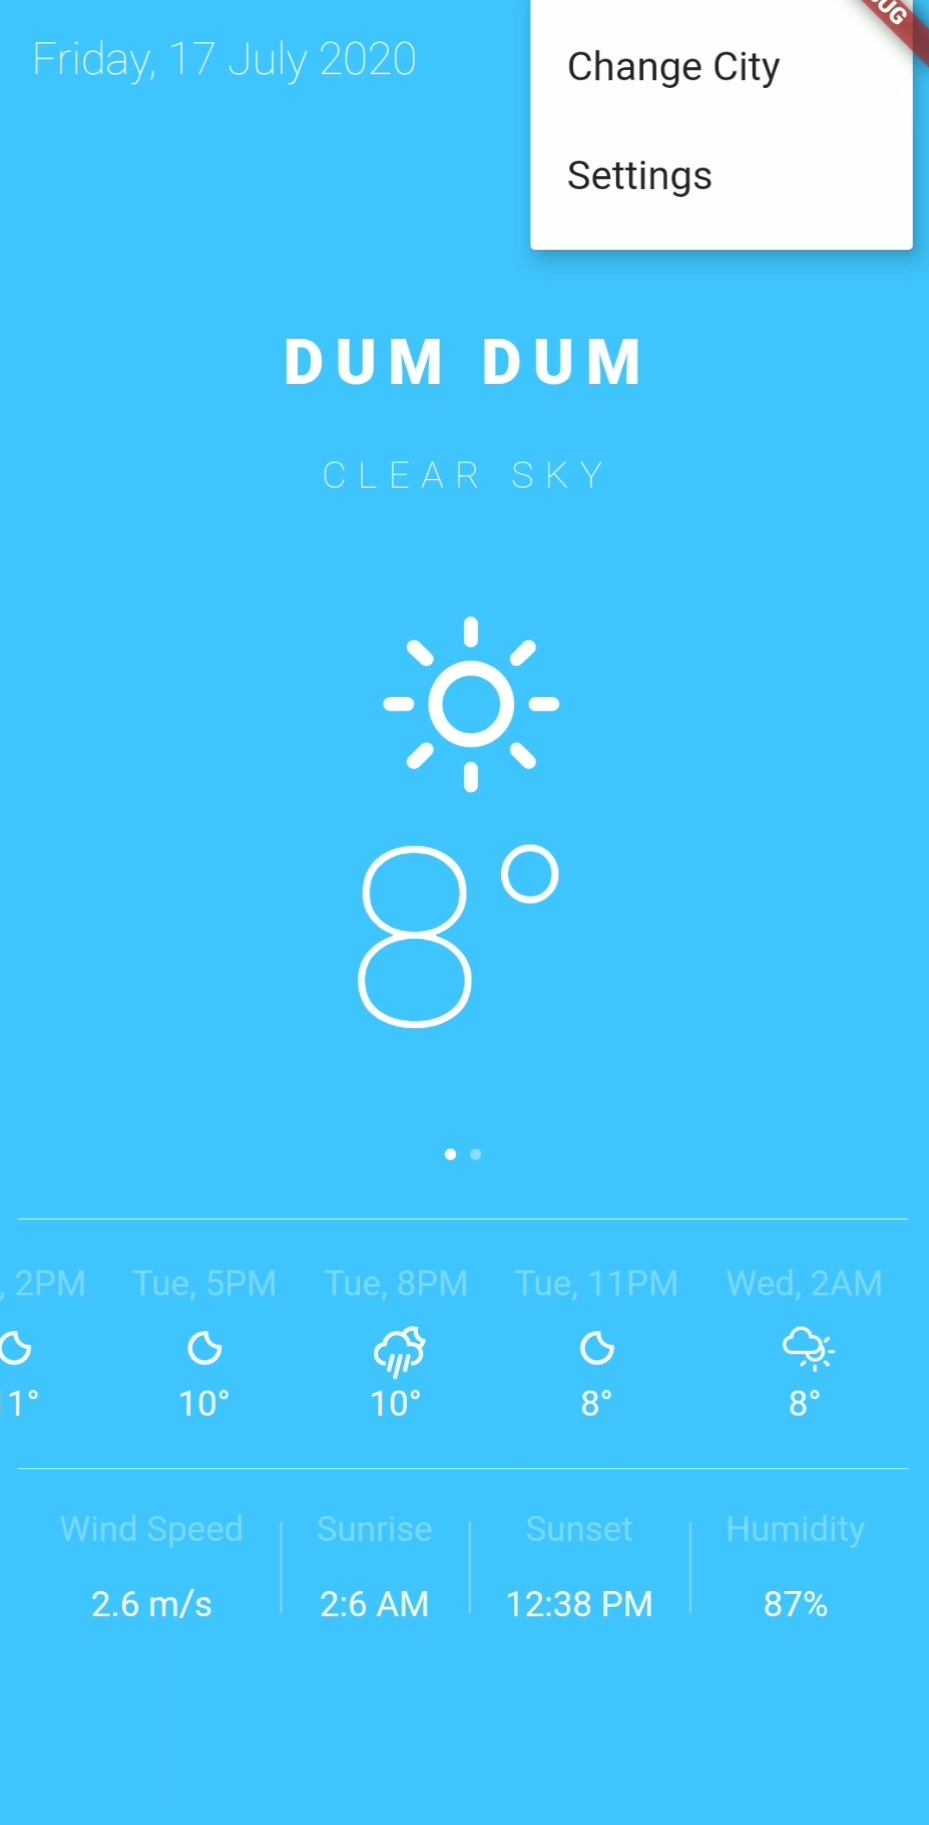 Friday, 17 July 2020
UG
Change City
Settings
DUM DUM
CLEAR SKY
8°
, 2PM Tue, 5PM Tue, 8PM Tue, 11PM Wed, 2AM
1° 10° 10° 8° 8°
Wind Speed Sunrise Sunset Humidity
2.6 m/s 2:6 AM 12:38 PM 87%